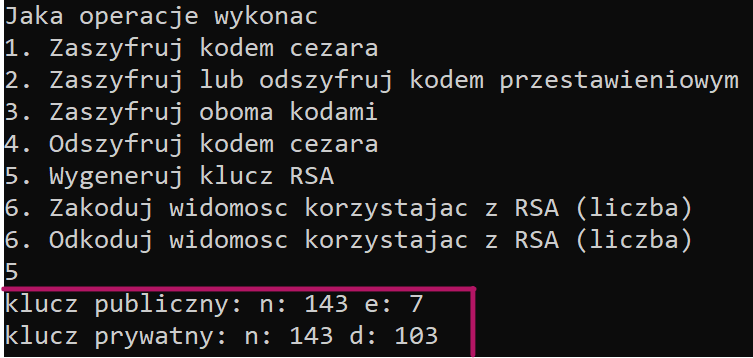 Jaka operacje wykonac
1. Zaszyfruj kodem cezara
2. Zaszyfruj lub odszyfruj kodem przestawieniowym
3. Zaszyfruj oboma kodami
4. Odszyfruj kodem cezara
5. Wygeneruj klucz RSA
6. Zakoduj widomosc korzystajac z RSA (liczba)
6. Odkoduj widomosc korzystajac z RSA (liczba)
5
klucz publiczny: n: 143 e: 7
klucz prywatny: n: 143 d: 103